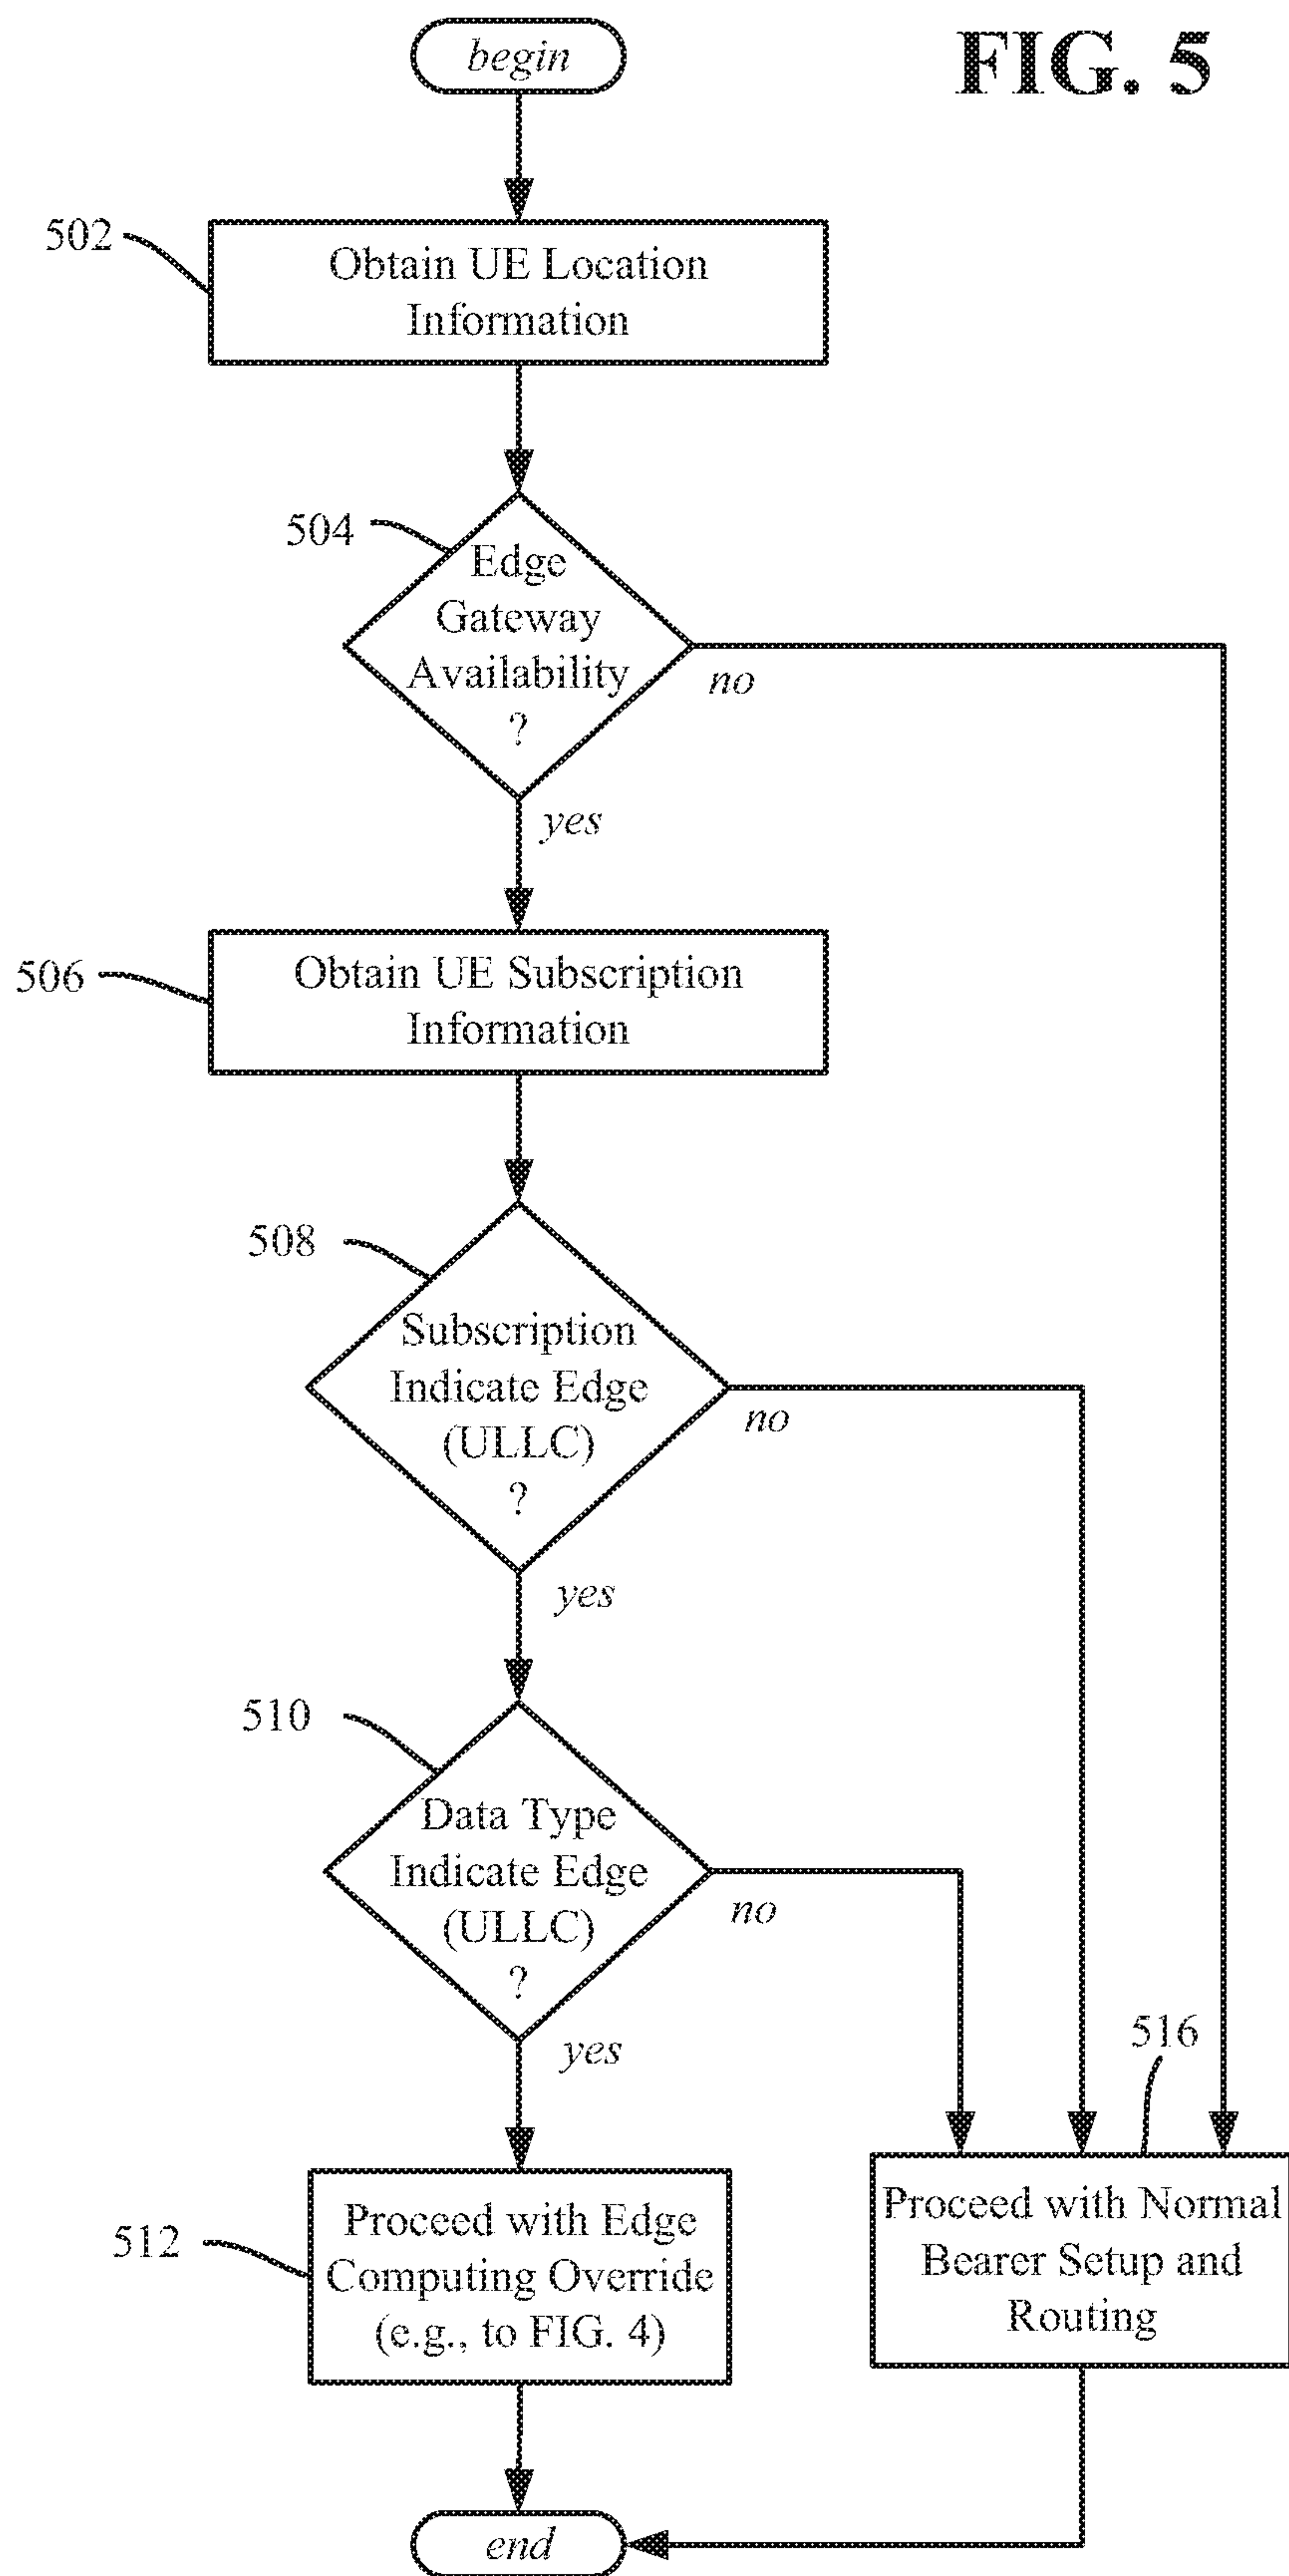 FIG. 5
begin
502
Obtain UE Location
Information
504
Edge
Gateway
Availability
?
no
yes
506
Obtain UE Subscription
Information
508
Subscription
Indicate Edge
(ULLC)
?
no
yes
510
Data Type
Indicate Edge
(ULLC)
?
no
yes
516
512
Proceed with Edge
Computing Override
(e.g., to FIG. 4)
Proceed with Normal
Bearer Setup and
Routing
end